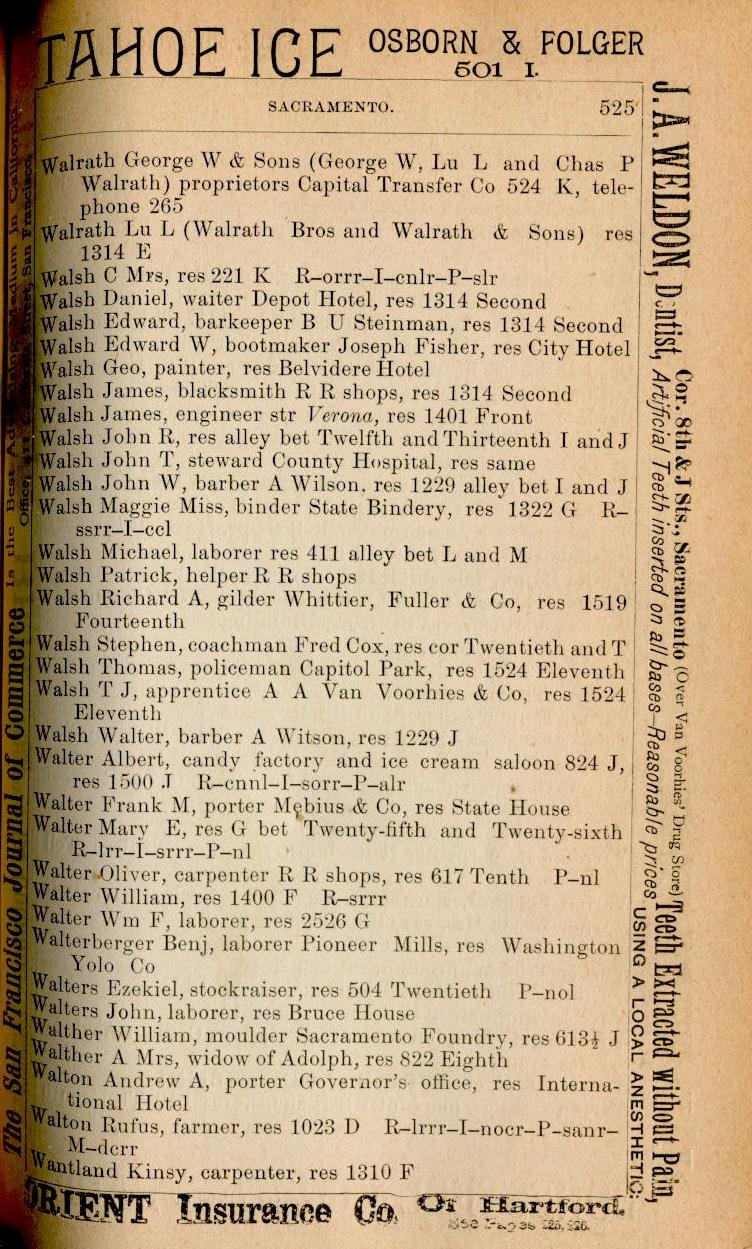 TAHOE ICE OSBORN & FOLGER
501 I.
SACRAMENTO. 525
Walrath George W & Sons (George W, Lu L and Chas P
Walrath) proprietors Capital Transfer Co 524 K, tele-
phone 265
Walrath Lu L (Walrath Bros and Walrath & Sons) res
1314 E
Walsh C Mrs, res 221 K R-orrr-I-cnlr-P-slr
Walsh Daniel, waiter Depot Hotel, res 1314 Second
Walsh Edward, barkeeper B U Steinman, res 1314 Second
Walsh Edward W, bootmaker Joseph Fisher, res City Hotel
Walsh Geo, painter, res Belvidere Hotel
Walsh James, blacksmith R R shops, res 1314 Second
Walsh James, engineer str Verona, res 1401 Front
Walsh John R, res alley bet Twelfth and Thirteenth I and J
Walsh John T, steward County Hospital, res same
Walsh John W, barber A Wilson, res 1229 alley bet I and J
Walsh Maggie Miss, binder State Bindery, res 1322 G R-
ssrr-I-ccl
Walsh Michael, laborer res 411 alley bet L and M
Walsh Patrick, helper R R shops
Walsh Richard A, gilder Whittier, Fuller & Co, res 1519
Fourteenth
Walsh Stephen, coachman Fred Cox, res cor Twentieth and T
Walsh Thomas, policeman Capitol Park, res 1524 Eleventh
Walsh T J, apprentice A A Van Voorhies & Co, res 1524
Eleventh
Walsh Walter, barber A Witson, res 1229 J
Walter Albert, candy factory and ice cream saloon 824 J,
res 1500 J R-cnnl-I-sorr-P-alr
Walter Frank M, porter Mebius & Co, res State House
Walter Mary E, res G bet Twenty-fifth and Twenty-sixth
R-lrr-I-srrr-P-nl
Walter Oliver, carpenter R R shops, res 617 Tenth P-nl
Walter William, res 1400 F R-srrr
Walter Wm F, laborer, res 2526 G
Walterberger Benj, laborer Pioneer Mills, res Washington
Yolo Co
Walters Ezekiel, stockraiser, res 504 Twentieth P-nol
Walters John, laborer, res Bruce House
Walther William, moulder Sacramento Foundry, res 613½ J
Walther A Mrs, widow of Adolph, res 822 Eighth
Walton Andrew A, porter Governor's office, res Interna-
tional Hotel
Walton Rufus, farmer, res 1023 D R-lrrr-I-nocr-P-sanr-
M-dcrr
Wantland Kinsy, carpenter, res 1310 F
ORIENT Insurance Co. Of Hartford.
See Pages 225, 226.
J. A. WELDON, Dentist, Cor. 8th & J Sts., Sacramento (Over Van Voorhies' Drug Store) Teeth Extracted without Pain,
Artificial Teeth inserted on all bases—Reasonable prices USING A LOCAL ANESTHETIC.
The San Francisco Journal of Commerce Is the Best Medium in California
Office, Street, San Francisco